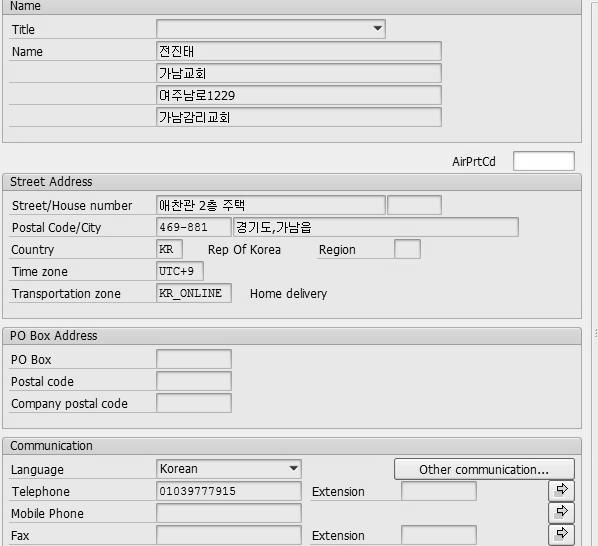 Name
Title
Name 전진태
가남교회
여주남로1229
가남감리교회
AirPrtCd
Street Address
Street/House number 애찬관 2층 주택
Postal Code/City 469-881 경기도,가남읍
Country KR Rep Of Korea Region
Time zone UTC+9
Transportation zone KR_ONLINE Home delivery
PO Box Address
PO Box
Postal code
Company postal code
Communication
Language Korean Other communication...
Telephone 01039777915 Extension
Mobile Phone
Fax Extension